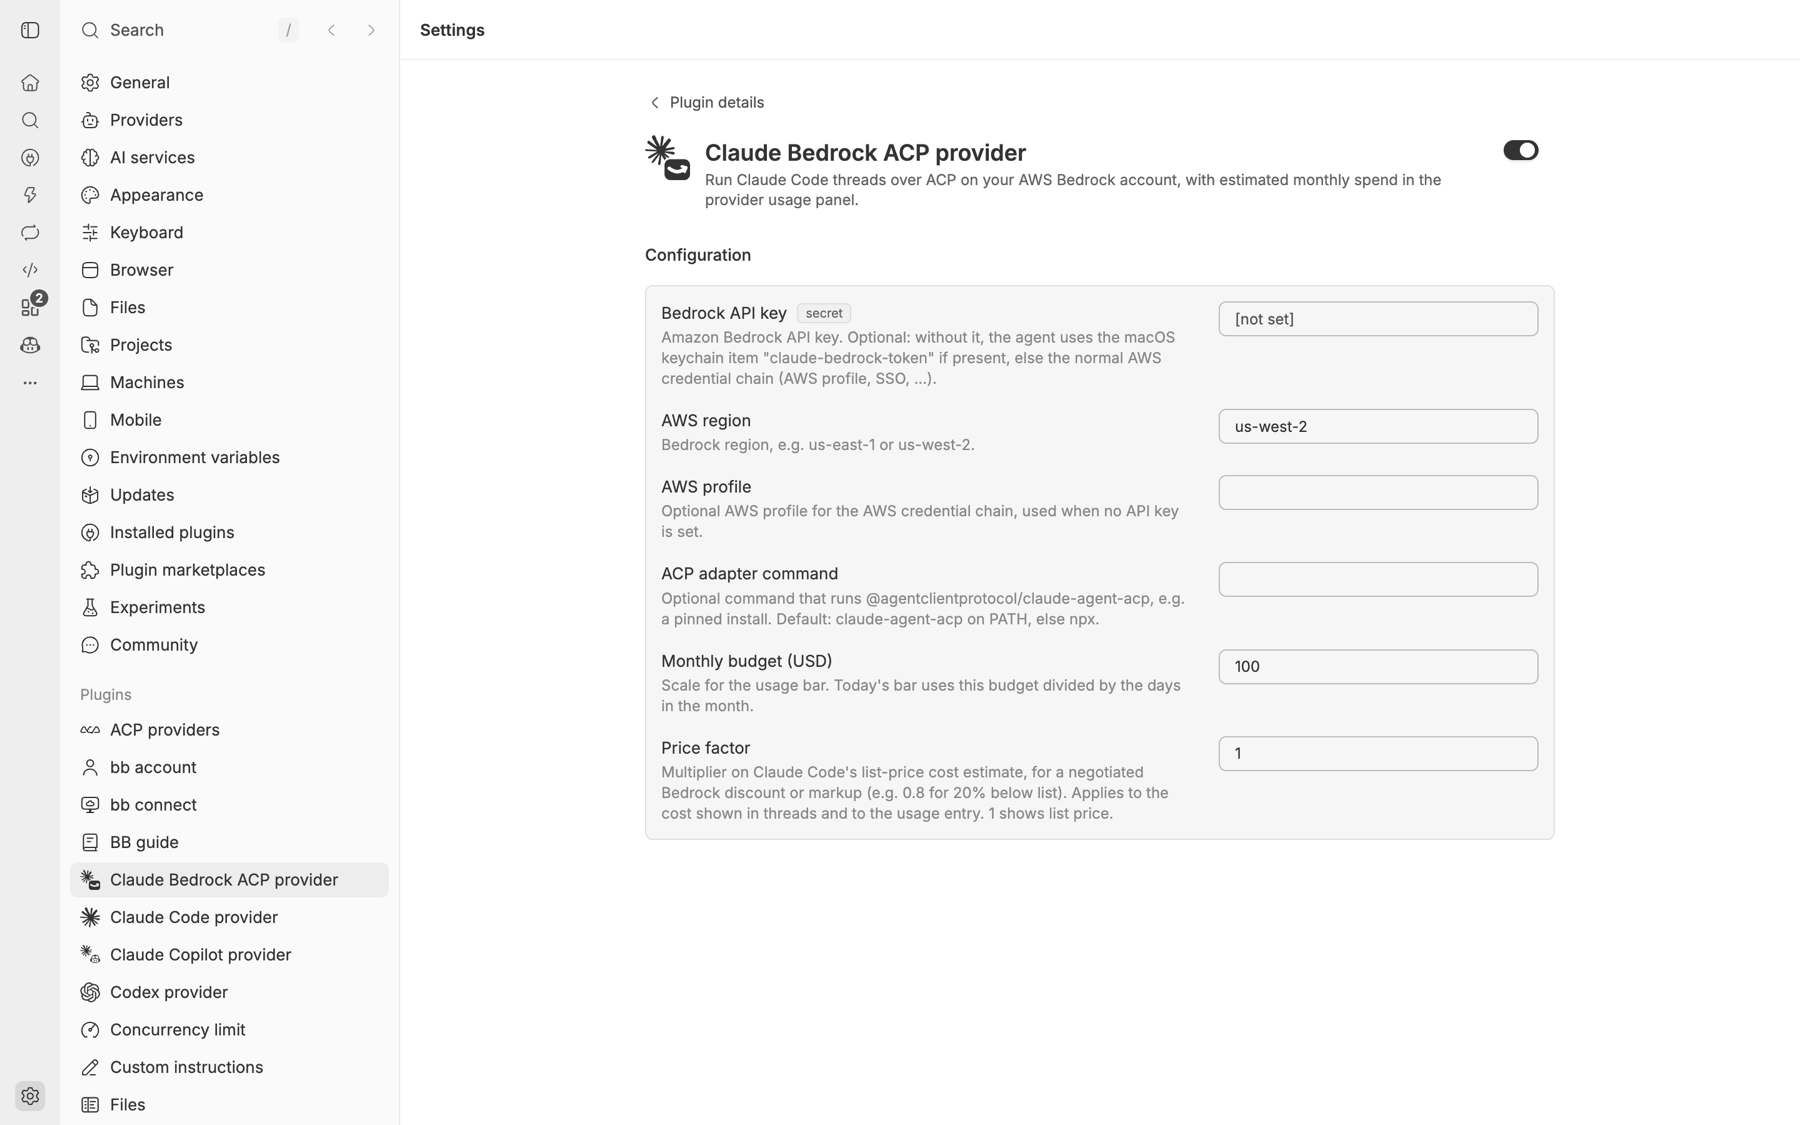 Search
/
General
Providers
AI services
Appearance
Keyboard
Browser
Files
2
Projects
Machines
Mobile
Environment variables
Updates
Installed plugins
Plugin marketplaces
Experiments
Community
Plugins
ACP providers
bb account
bb connect
BB guide
Claude Bedrock ACP provider
Claude Code provider
Claude Copilot provider
Codex provider
Concurrency limit
Custom instructions
Files
Settings
Plugin details
Claude Bedrock ACP provider
Run Claude Code threads over ACP on your AWS Bedrock account, with estimated monthly spend in the
provider usage panel.
Configuration
Bedrock API key secret
[not set]
Amazon Bedrock API key. Optional: without it, the agent uses the macOS
keychain item "claude-bedrock-token" if present, else the normal AWS
credential chain (AWS profile, SSO, ...).
AWS region
us-west-2
Bedrock region, e.g. us-east-1 or us-west-2.
AWS profile
Optional AWS profile for the AWS credential chain, used when no API key
is set.
ACP adapter command
Optional command that runs @agentclientprotocol/claude-agent-acp, e.g.
a pinned install. Default: claude-agent-acp on PATH, else npx.
Monthly budget (USD)
100
Scale for the usage bar. Today's bar uses this budget divided by the days
in the month.
Price factor
1
Multiplier on Claude Code's list-price cost estimate, for a negotiated
Bedrock discount or markup (e.g. 0.8 for 20% below list). Applies to the
cost shown in threads and to the usage entry. 1 shows list price.